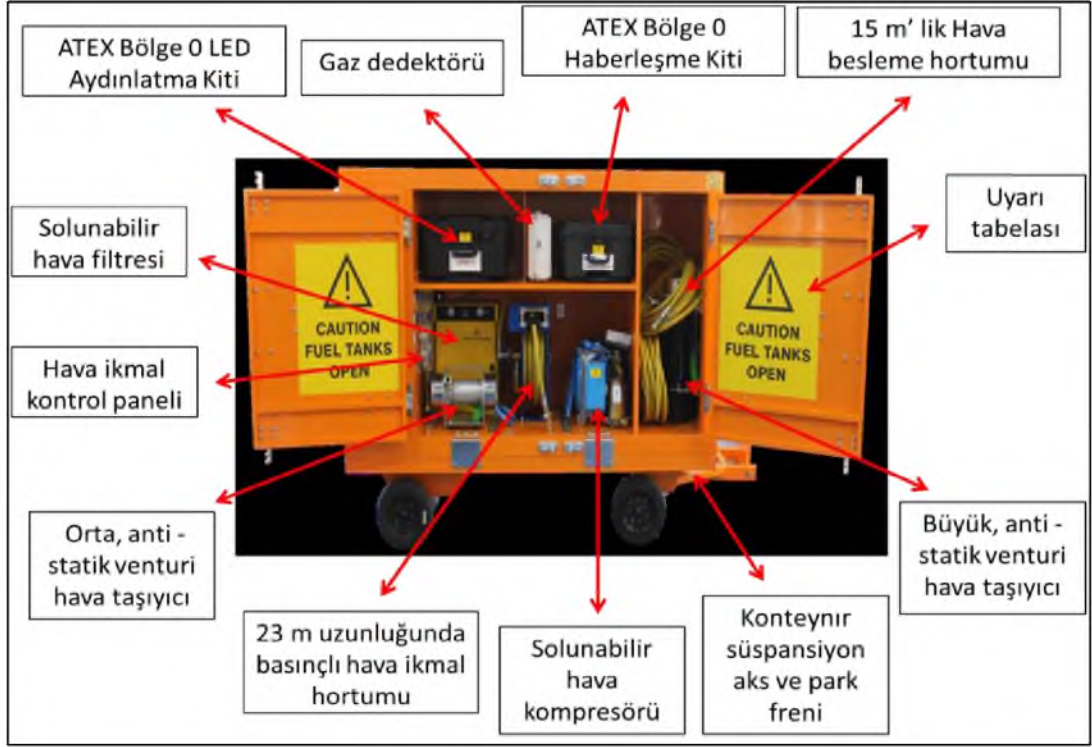 ATEX Bölge 0 LED
Aydınlatma Kiti
Gaz dedektörü
ATEX Bölge 0
Haberleşme Kiti
15 m' lik Hava
besleme hortumu
Solunabilir
hava filtresi
Uyarı
tabelası
CAUTION
FUEL TANKS
OPEN
CAUTION
FUEL TANKS
OPEN
Hava ikmal
kontrol paneli
Orta, anti -
statik venturi
hava taşıyıcı
23 m uzunluğunda
basınçlı hava ikmal
hortumu
Solunabilir
hava
kompresörü
Konteynır
süspansiyon
aks ve park
freni
Büyük, anti -
statik venturi
hava taşıyıcı